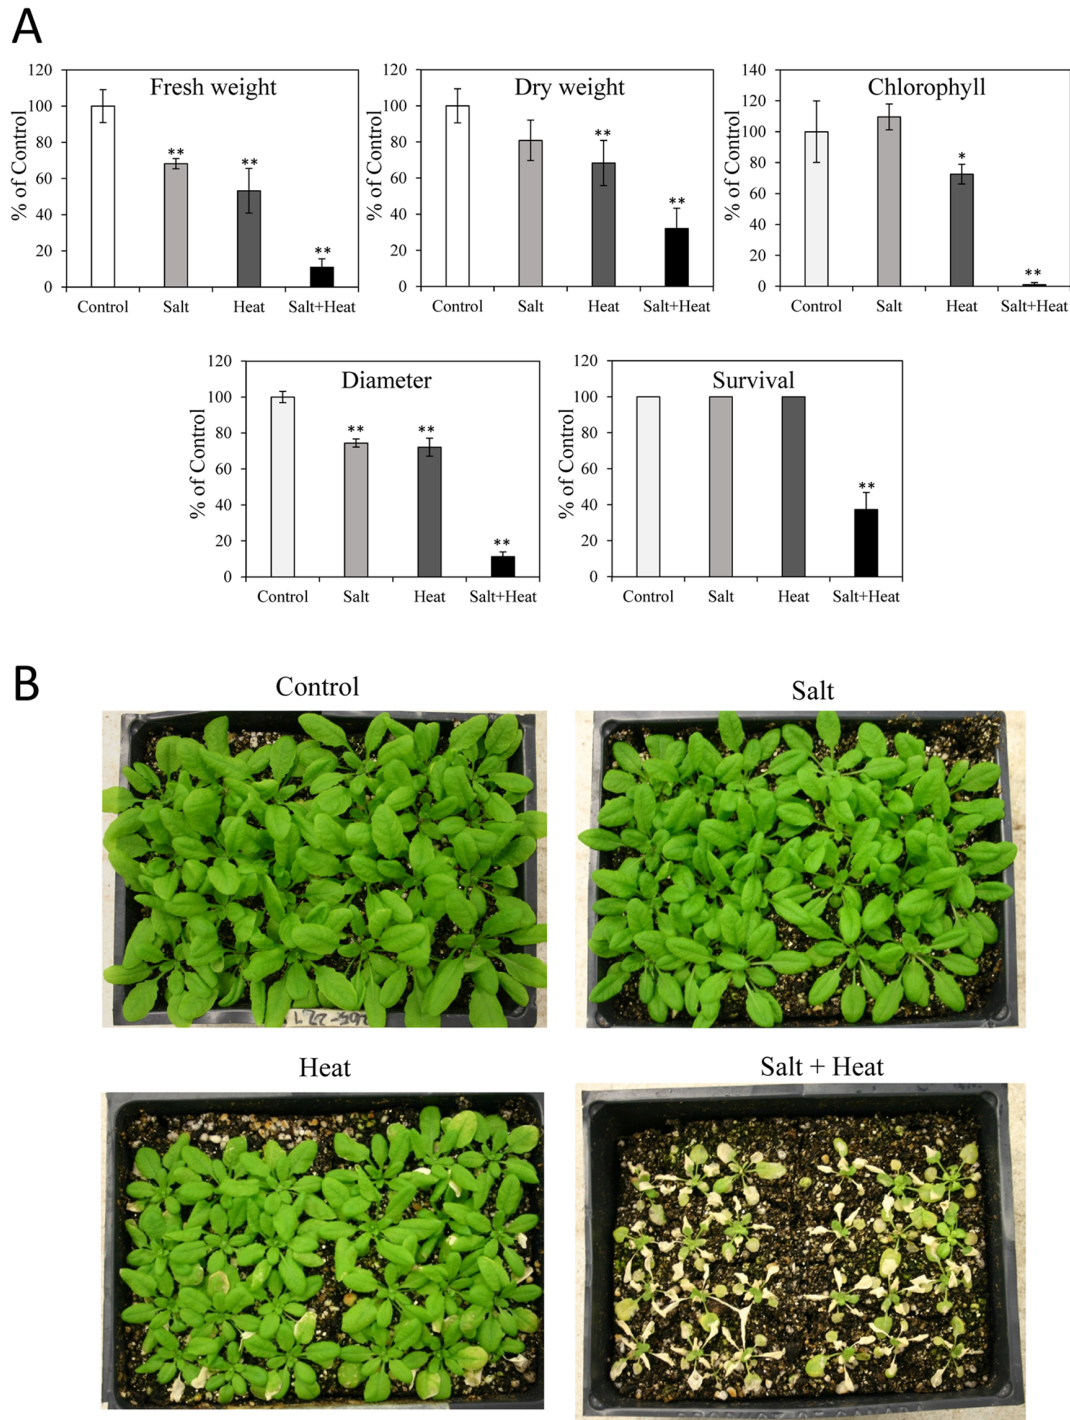 A
Fresh weight
% of Control
120
100
80
60
40
20
0
**
**
**
Control Salt Heat Salt+Heat
Dry weight
% of Control
120
100
80
60
40
20
0
**
**
Control Salt Heat Salt+Heat
Chlorophyll
% of Control
140
120
100
80
60
40
20
0
*
**
Control Salt Heat Salt+Heat
Diameter
% of Control
120
100
80
60
40
20
0
**
**
**
Control Salt Heat Salt+Heat
Survival
% of Control
120
100
80
60
40
20
0
**
Control Salt Heat Salt+Heat
B
Control
Salt
Heat
Salt + Heat